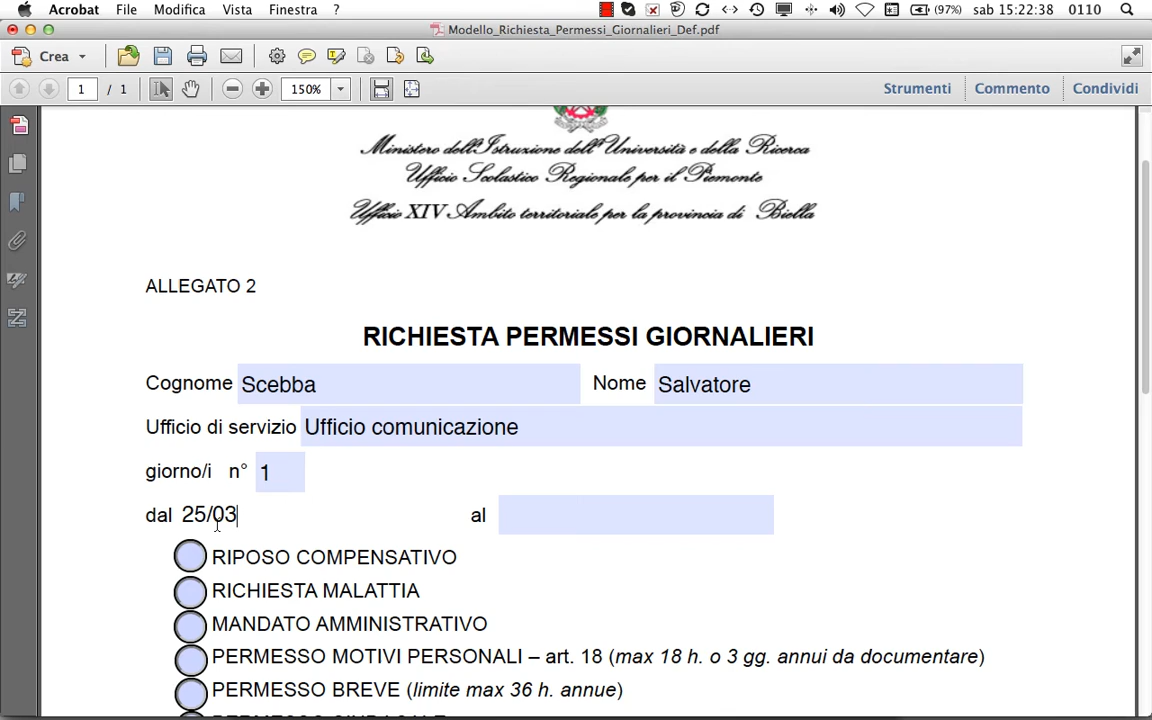 Acrobat File Modifica Vista Finestra ? (97%) sab 15:22:38 0110
Modello_Richiesta_Permessi_Giornalieri_Def.pdf
Crea
1 / 1 150% Strumenti Commento Condividi
Ministero dell'Istruzione dell'Università e della Ricerca
Ufficio Scolastico Regionale per il Piemonte
Ufficio XIV Ambito territoriale per la provincia di Biella
ALLEGATO 2
RICHIESTA PERMESSI GIORNALIERI
Cognome Scebba Nome Salvatore
Ufficio di servizio Ufficio comunicazione
giorno/i n° 1
dal 25/03 al
RIPOSO COMPENSATIVO
RICHIESTA MALATTIA
MANDATO AMMINISTRATIVO
PERMESSO MOTIVI PERSONALI – art. 18 (max 18 h. o 3 gg. annui da documentare)
PERMESSO BREVE (limite max 36 h. annue)